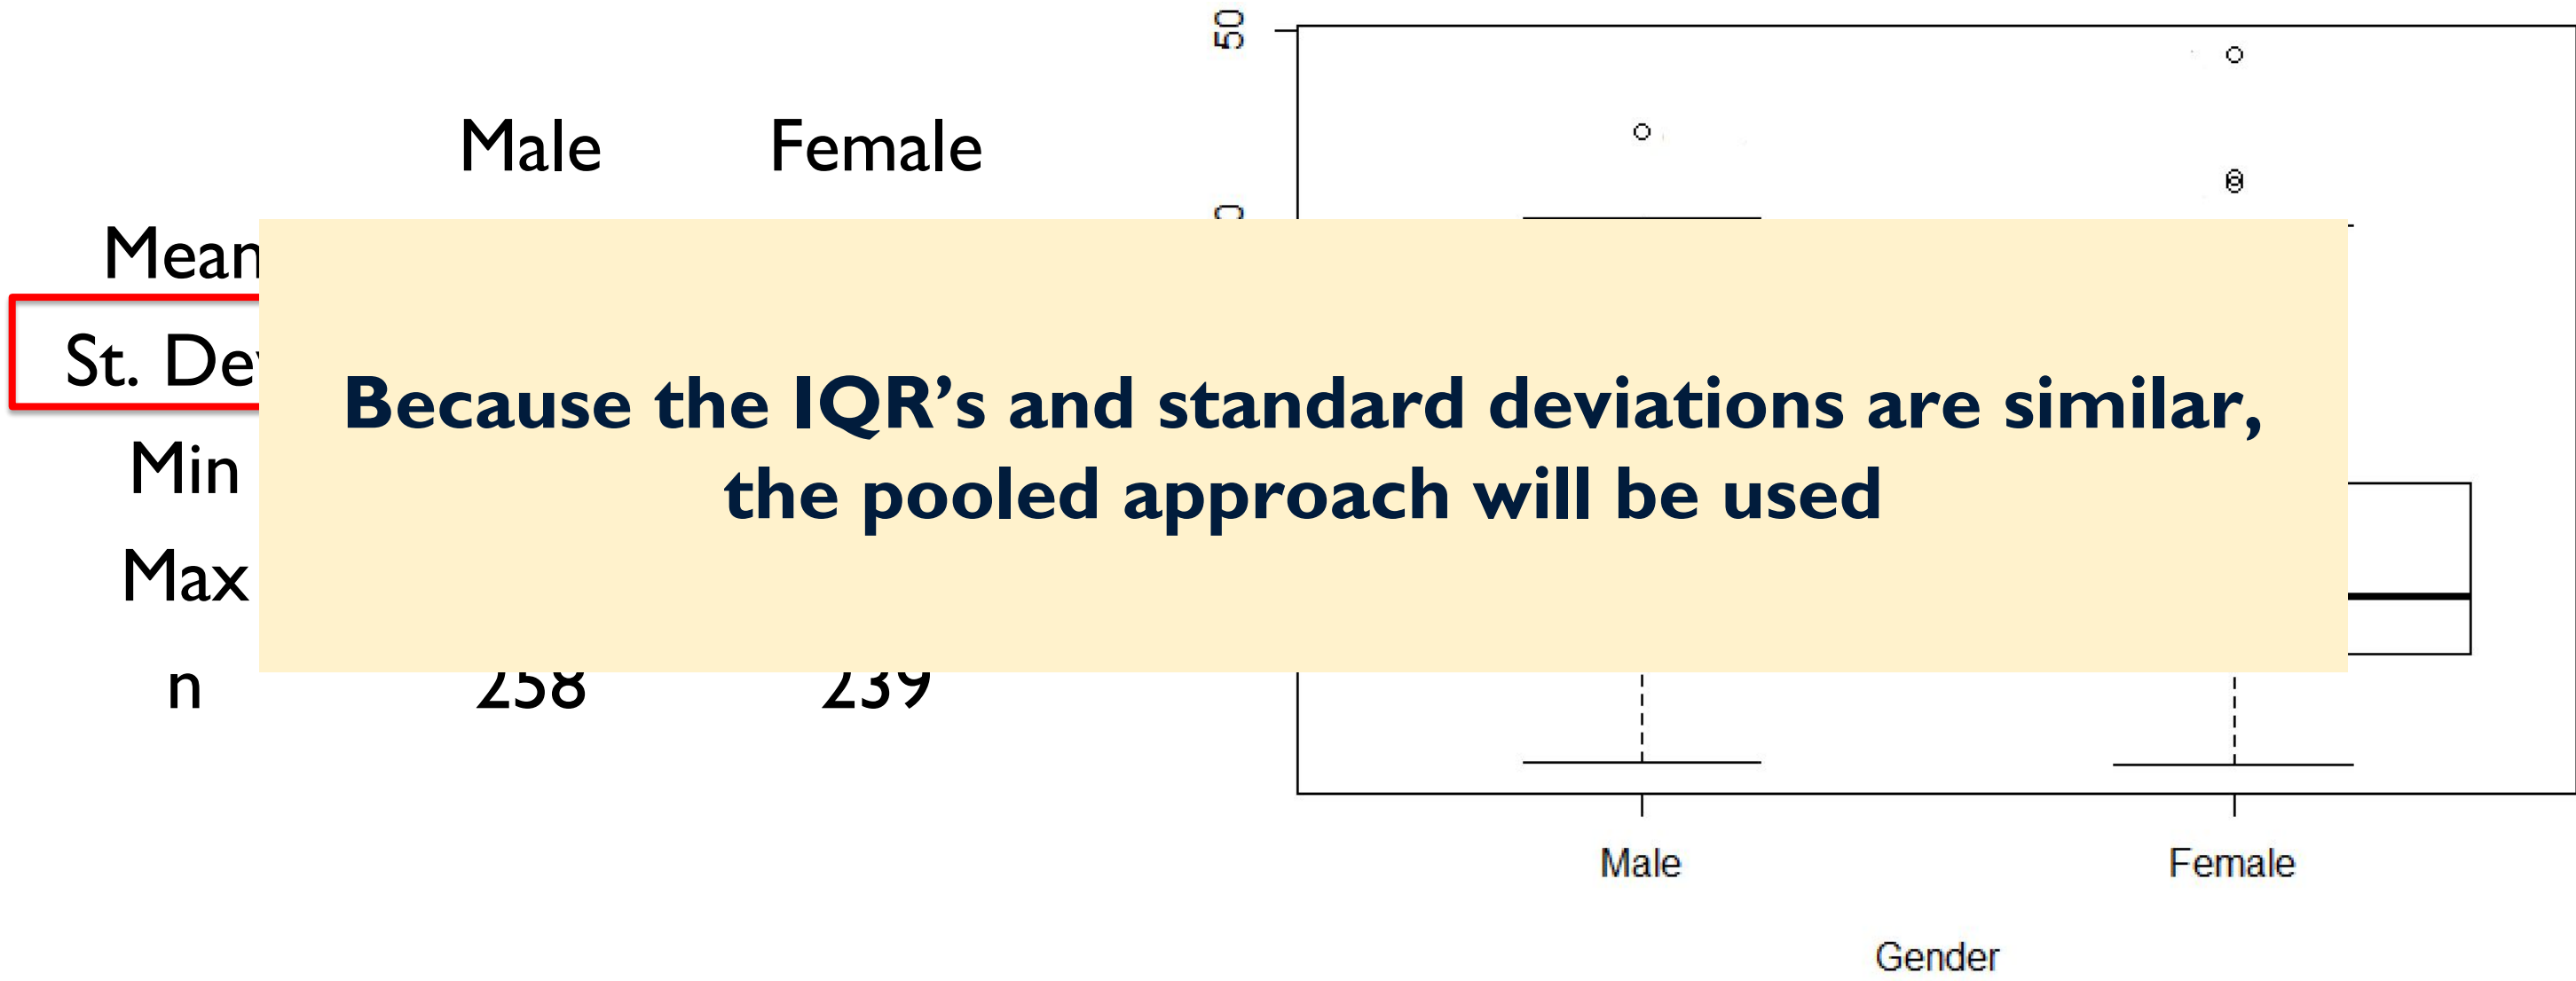 Male Female
Mean
St. De
Min
Max
n 258 239
Because the IQR’s and standard deviations are similar,
the pooled approach will be used
50
Male Female
Gender